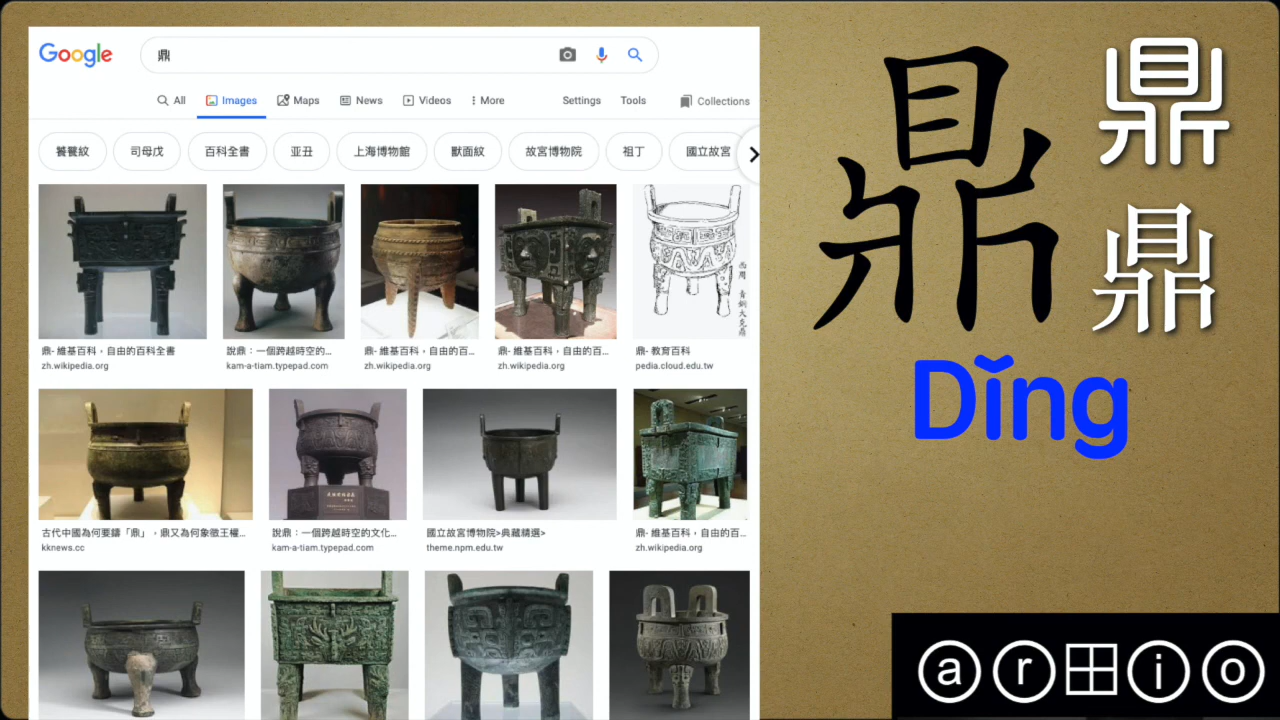 Google
鼎
All Images Maps News Videos More Settings Tools Collections
饕餮紋 司母戊 百科全書 亚丑 上海博物館 獸面紋 故宮博物院 祖丁 國立故宮
西周 青銅大克鼎
鼎- 維基百科，自由的百科全書
zh.wikipedia.org
說鼎：一個跨越時空的...
kam-a-tiam.typepad.com
鼎- 維基百科，自由的百...
zh.wikipedia.org
鼎- 維基百科，自由的百...
zh.wikipedia.org
鼎- 教育百科
pedia.cloud.edu.tw
古代中國為何要鑄「鼎」，鼎又為何象徵王權...
kknews.cc
說鼎：一個跨越時空的文化...
kam-a-tiam.typepad.com
國立故宮博物院>典藏精選>
theme.npm.edu.tw
鼎- 維基百科，自由的百...
zh.wikipedia.org
鼎
鼎
鼎
Dǐng
ar田io